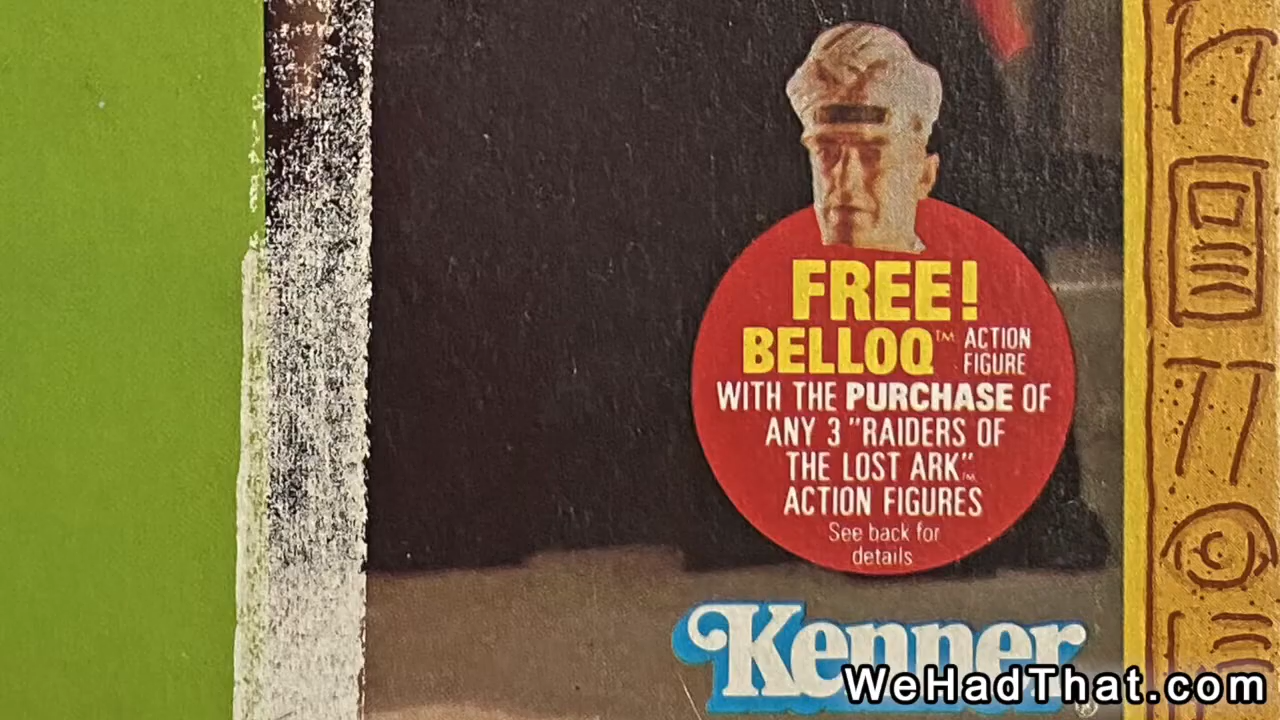 FREE!
BELLOQ™ ACTION FIGURE
WITH THE PURCHASE OF
ANY 3 "RAIDERS OF
THE LOST ARK"™
ACTION FIGURES
See back for
details
Kenner®
WeHadThat.com